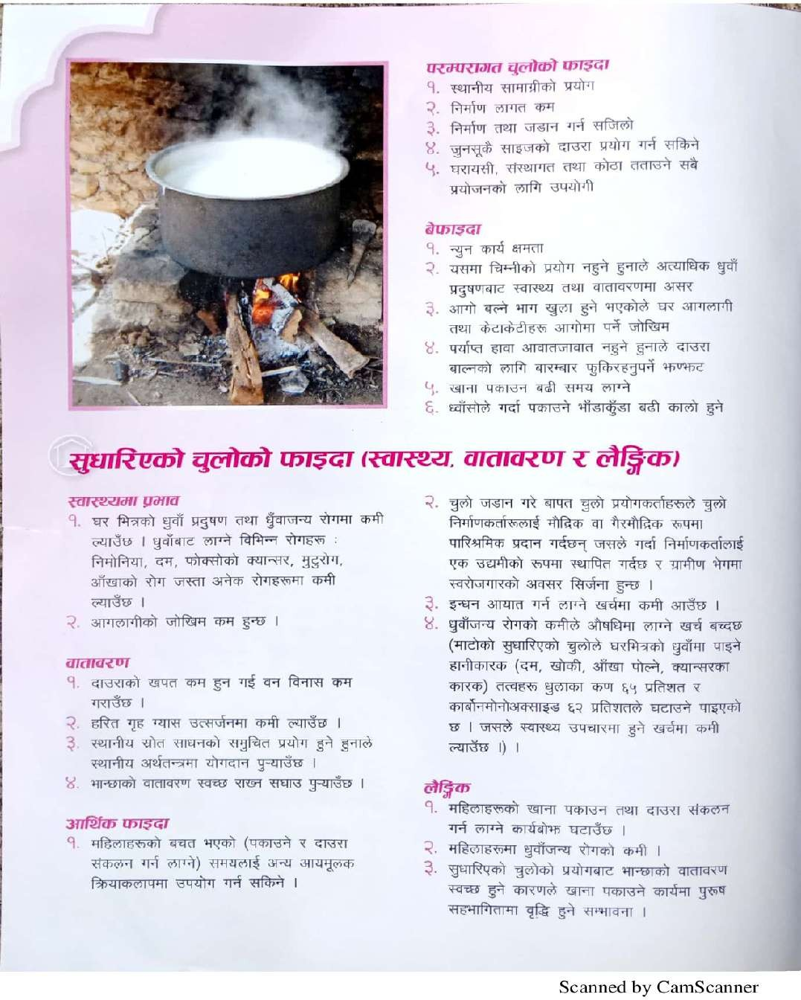 परम्परागत चुलोको फाइदा
१. स्थानीय सामाग्रीको प्रयोग
२. निर्माण लागत कम
३. निर्माण तथा जडान गर्न सजिलो
४. जुनसूकै साइजको दाउरा प्रयोग गर्न सकिने
५. घरायसी, संस्थागत तथा कोठा तताउने सबै
प्रयोजनको लागि उपयोगी
बेफाइदा
१. न्युन कार्य क्षमता
२. यसमा चिम्नीको प्रयोग नहुने हुनाले अत्याधिक धुवाँ
प्रदुषणबाट स्वास्थ्य तथा वातावरणमा असर
३. आगो बल्ने भाग खुला हुने भएकोले घर आगलागी
तथा केटाकेटीहरू आगोमा पर्ने जोखिम
४. पर्याप्त हावा आवातजावात नहुने हुनाले दाउरा
बाल्नको लागि बारम्बार फुकिरहनुपर्ने झण्झट
५. खाना पकाउन बढी समय लाग्ने
६. ध्वाँसोले गर्दा पकाउने भाँडाकुँडा बढी कालो हुने
सुधारिएको चुलोको फाइदा (स्वास्थ्य, वातावरण र लैङ्गिक)
स्वास्थ्यमा प्रभाव
१. घर भित्रको धुवाँ प्रदुषण तथा धुँवाजन्य रोगमा कमी
ल्याउँछ । धुवाँबाट लाग्ने विभिन्न रोगहरू :
निमोनिया, दम, फोक्सोको क्यान्सर, मुटुरोग,
आँखाको रोग जस्ता अनेक रोगहरूमा कमी
ल्याउँछ ।
२. आगलागीको जोखिम कम हुन्छ ।
वातावरण
१. दाउराको खपत कम हुन गई वन विनास कम
गराउँछ ।
२. हरित गृह ग्यास उत्सर्जनमा कमी ल्याउँछ ।
३. स्थानीय स्रोत साधनको समुचित प्रयोग हुने हुनाले
स्थानीय अर्थतन्त्रमा योगदान पुऱ्याउँछ ।
४. भान्छाको वातावरण स्वच्छ राख्न सघाउ पुऱ्याउँछ ।
आर्थिक फाइदा
१. महिलाहरूको बचत भएको (पकाउने र दाउरा
संकलन गर्न लाग्ने) समयलाई अन्य आयमूलक
क्रियाकलापमा उपयोग गर्न सकिने ।
२. चुलो जडान गरे बापत चुलो प्रयोगकर्ताहरूले चुलो
निर्माणकर्तारूलाई मौद्रिक वा गैरमौद्रिक रूपमा
पारिश्रमिक प्रदान गर्दछन् जसले गर्दा निर्माणकर्तालाई
एक उद्यमीको रूपमा स्थापित गर्दछ र ग्रामीण भेगमा
स्वरोजगारको अवसर सिर्जना हुन्छ ।
३. इन्धन आयात गर्न लाग्ने खर्चमा कमी आउँछ ।
४. धुवाँजन्य रोगको कमीले औषधिमा लाग्ने खर्च बच्दछ
(माटोको सुधारिएको चुलोले घरभित्रको धुवाँमा पाइने
हानीकारक (दम, खोकी, आँखा पोल्ने, क्यान्सरका
कारक) तत्वहरू धुलाका कण ६५ प्रतिशत र
कार्बोनमोनोअक्साइड ६२ प्रतिशतले घटाउने पाइएको
छ । जसले स्वास्थ्य उपचारमा हुने खर्चमा कमी
ल्याउँछ ।) ।
लैङ्गिक
१. महिलाहरूको खाना पकाउन तथा दाउरा संकलन
गर्न लाग्ने कार्यबोझ घटाउँछ ।
२. महिलाहरूमा धुवाँजन्य रोगको कमी ।
३. सुधारिएको चुलोको प्रयोगबाट भान्छाको वातावरण
स्वच्छ हुने कारणले खाना पकाउने कार्यमा पुरूष
सहभागितामा वृद्धि हुने सम्भावना ।
Scanned by CamScanner